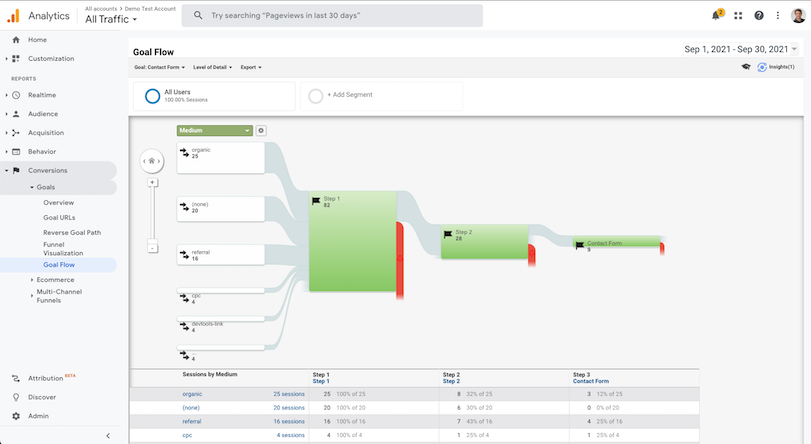 Analytics
All accounts > Demo Test Account
All Traffic
Try searching "Pageviews in last 30 days"
2
Home
Customization
REPORTS
Realtime
Audience
Acquisition
Behavior
Conversions
Goals
Overview
Goal URLs
Reverse Goal Path
Funnel
Visualization
Goal Flow
Ecommerce
Multi-Channel
Funnels
Attribution BETA
Discover
Admin
Goal Flow
Sep 1, 2021 - Sep 30, 2021
Goal: Contact Form
Level of Detail
Export
Insights(1)
All Users
100.00% Sessions
+ Add Segment
Medium
organic
25
(none)
20
referral
16
cpc
4
devtools-link
4
4
Step 1
82
Step 2
28
Contact Form
9
Sessions by Medium
Step 1
Step 1
Step 2
Step 2
Step 3
Contact Form
organic 25 sessions 25 100% of 25 8 32% of 25 3 12% of 25
(none) 20 sessions 20 100% of 20 6 30% of 20 0 0% of 20
referral 16 sessions 16 100% of 16 7 43% of 16 4 25% of 16
cpc 4 sessions 4 100% of 4 1 25% of 4 1 25% of 4